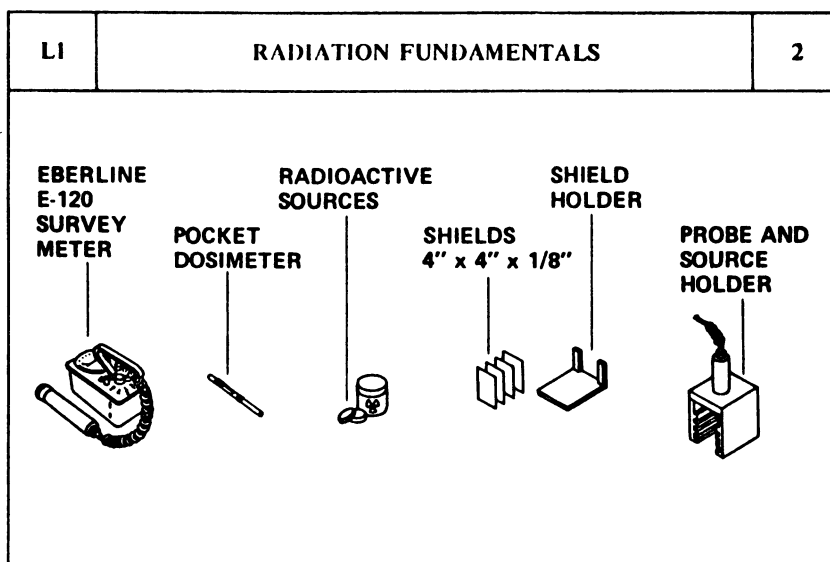 L1
RADIATION FUNDAMENTALS
2
EBERLINE
E-120
SURVEY
METER
POCKET
DOSIMETER
RADIOACTIVE
SOURCES
SHIELDS
4" x 4" x 1/8"
SHIELD
HOLDER
PROBE AND
SOURCE
HOLDER